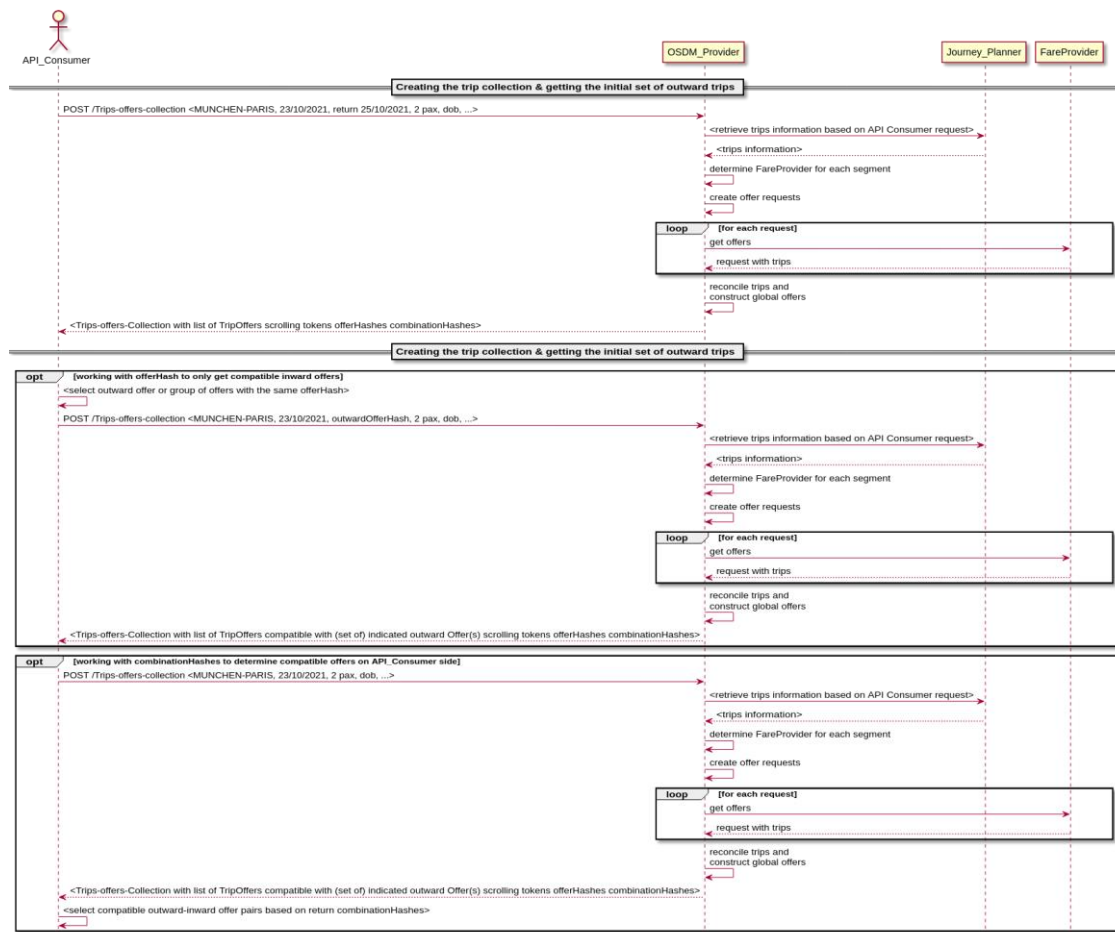 API_Consumer
OSDM_Provider
Journey_Planner
FareProvider
Creating the trip collection & getting the initial set of outward trips
POST /Trips-offers-collection <MUNCHEN-PARIS, 23/10/2021, return 25/10/2021, 2 pax, dob, ...>
<retrieve trips information based on API Consumer request>
<trips information>
determine FareProvider for each segment
create offer requests
loop
[for each request]
get offers
request with trips
reconcile trips and
construct global offers
<Trips-offers-Collection with list of TripOffers scrolling tokens offerHashes combinationHashes>
Creating the trip collection & getting the initial set of outward trips
opt
[working with offerHash to only get compatible inward offers]
<select outward offer or group of offers with the same offerHash>
POST /Trips-offers-collection <MUNCHEN-PARIS, 23/10/2021, outwardOfferHash, 2 pax, dob, ...>
<retrieve trips information based on API Consumer request>
<trips information>
determine FareProvider for each segment
create offer requests
loop
[for each request]
get offers
request with trips
reconcile trips and
construct global offers
<Trips-offers-Collection with list of TripOffers compatible with (set of) indicated outward Offer(s) scrolling tokens offerHashes combinationHashes>
opt
[working with combinationHashes to determine compatible offers on API_Consumer side]
POST /Trips-offers-collection <MUNCHEN-PARIS, 23/10/2021, 2 pax, dob, ...>
<retrieve trips information based on API Consumer request>
<trips information>
determine FareProvider for each segment
create offer requests
loop
[for each request]
get offers
request with trips
reconcile trips and
construct global offers
<Trips-offers-Collection with list of TripOffers compatible with (set of) indicated outward Offer(s) scrolling tokens offerHashes combinationHashes>
<select compatible outward-inward offer pairs based on return combinationHashes>